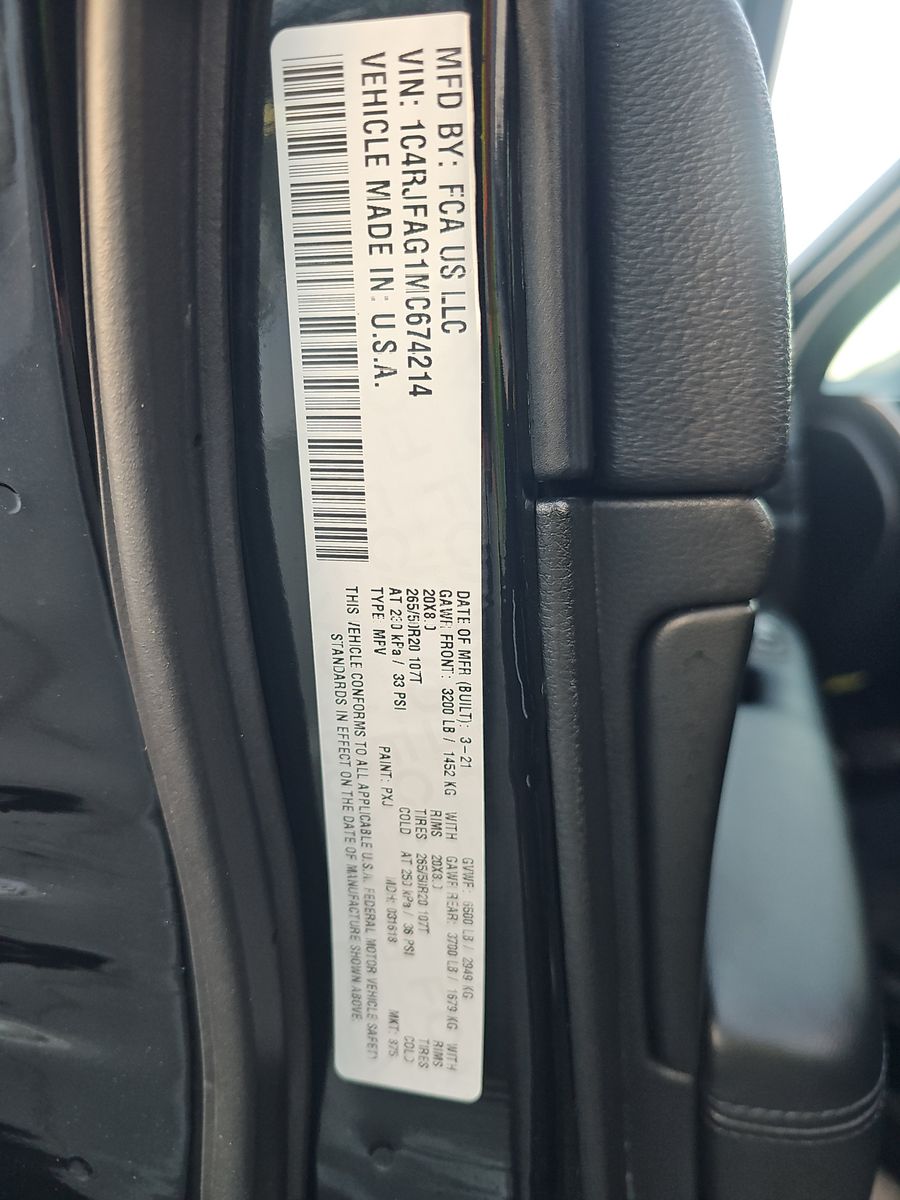 MFD BY: FCA US LLC
VIN: 1C4RJFAG1MC674214
VEHICLE MADE IN: U.S.A.
DATE OF MFR (BUILT): 3-21 GVWR: 6500 LB / 2949 KG
GAWR FRONT: 3200 LB / 1452 KG WITH GAWR REAR: 3700 LB / 1679 KG WITH
20X8.0 RIMS 20X8.0 RIMS
265/50R20 107T TIRES 265/50R20 107T TIRES
AT 230 kPa / 33 PSI COLD AT 250 kPa / 36 PSI COLD
TYPE: MPV PAINT: PXJ MDH: 031618 MKT:
THIS VEHICLE CONFORMS TO ALL APPLICABLE U.S.A. FEDERAL MOTOR VEHICLE SAFETY
STANDARDS IN EFFECT ON THE DATE OF MANUFACTURE SHOWN ABOVE.